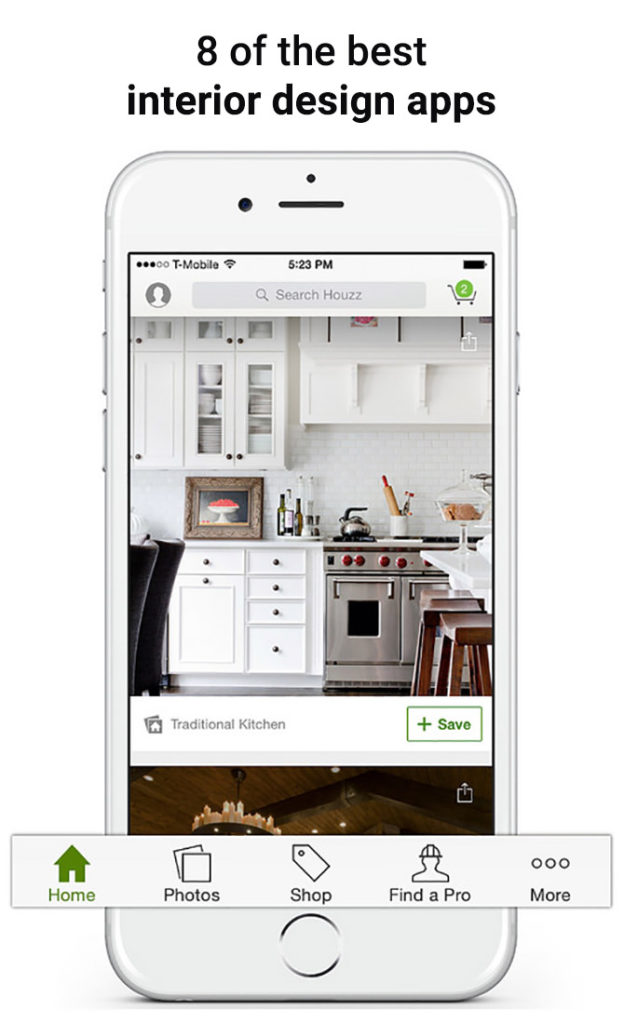 8 of the best
interior design apps
T-Mobile 5:23 PM
Search Houzz 2
Traditional Kitchen + Save
Home Photos Shop Find a Pro More